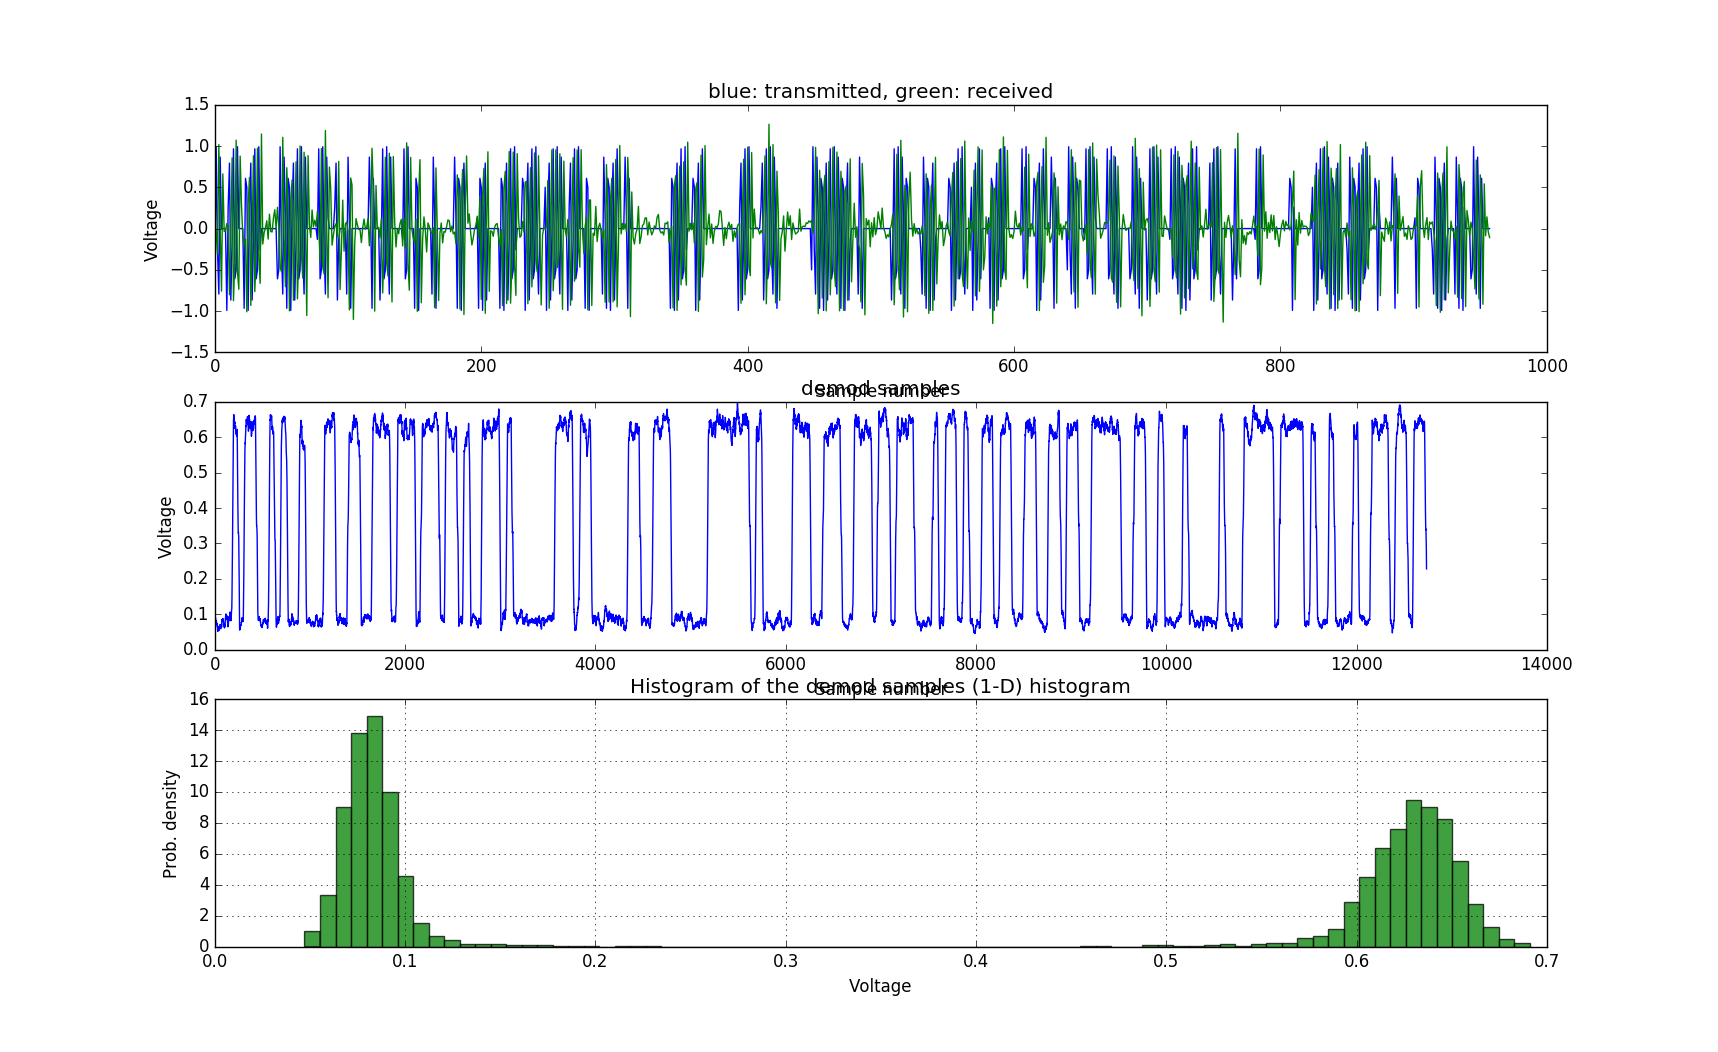 blue: transmitted, green: received
1.5
1.0
0.5
0.0
−0.5
−1.0
−1.5
Voltage
0 200 400 600 800 1000
Sample number
demod samples
0.7
0.6
0.5
0.4
0.3
0.2
0.1
0.0
Voltage
0 2000 4000 6000 8000 10000 12000 14000
Sample number
Histogram of the demod samples (1-D) histogram
16
14
12
10
8
6
4
2
0
Prob. density
0.0 0.1 0.2 0.3 0.4 0.5 0.6 0.7
Voltage